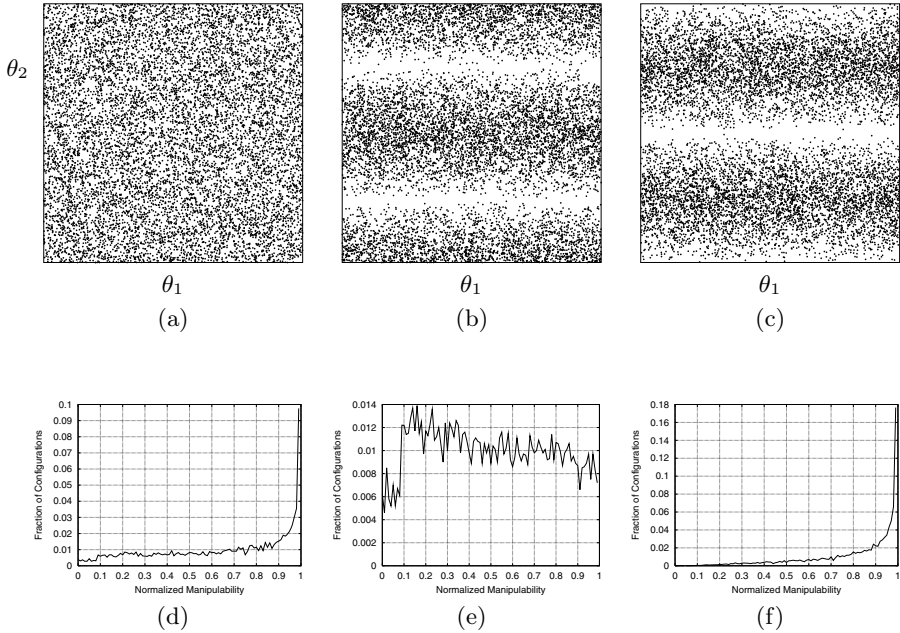 θ2
θ1 θ1 θ1
(a) (b) (c)
0.1
0.09
0.08
0.07
0.06
0.05
0.04
0.03
0.02
0.01
0
Fraction of Configurations
0 0.1 0.2 0.3 0.4 0.5 0.6 0.7 0.8 0.9 1
Normalized Manipulability
(d)
0.014
0.012
0.010
0.008
0.006
0.004
0.002
0
Fraction of Configurations
0 0.1 0.2 0.3 0.4 0.5 0.6 0.7 0.8 0.9 1
Normalized Manipulability
(e)
0.18
0.16
0.14
0.12
0.1
0.08
0.06
0.04
0.02
0
Fraction of Configurations
0 0.1 0.2 0.3 0.4 0.5 0.6 0.7 0.8 0.9 1
Normalized Manipulability
(f)